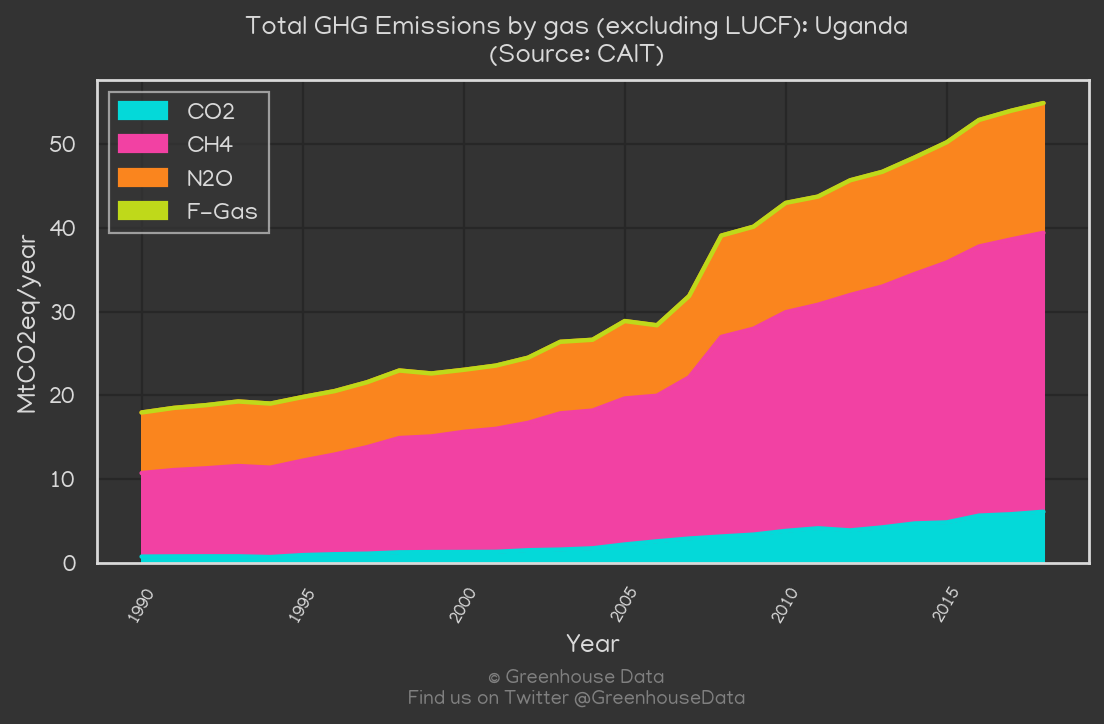 Total GHG Emissions by gas (excluding LUCF): Uganda
(Source: CAIT)
CO2
CH4
N2O
F-Gas
MtCO2eq/year
50
40
30
20
10
0
1990
1995
2000
2005
2010
2015
Year
© Greenhouse Data
Find us on Twitter @GreenhouseData